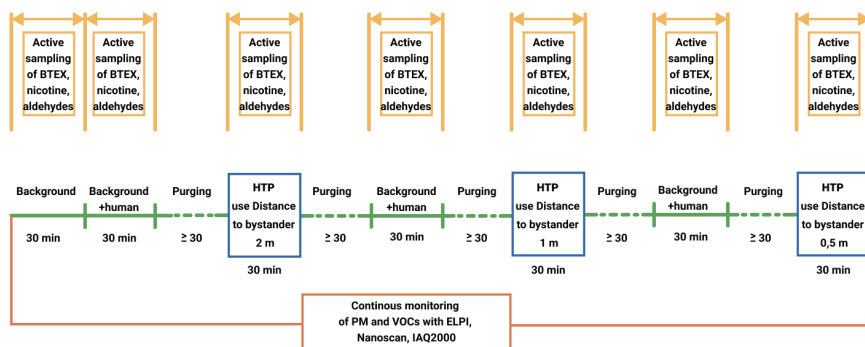 Active
sampling
of BTEX,
nicotine,
aldehydes
Active
sampling
of BTEX,
nicotine,
aldehydes
Active
sampling
of BTEX,
nicotine,
aldehydes
Active
sampling
of BTEX,
nicotine,
aldehydes
Active
sampling
of BTEX,
nicotine,
aldehydes
Active
sampling
of BTEX,
nicotine,
aldehydes
Active
sampling
of BTEX,
nicotine,
aldehydes
Background
30 min
Background
+human
30 min
Purging
≥ 30
HTP
use Distance
to bystander
2 m
30 min
Purging
≥ 30
Background
+human
30 min
Purging
≥ 30
HTP
use Distance
to bystander
1 m
30 min
Purging
≥ 30
Background
+human
30 min
Purging
≥ 30
HTP
use Distance
to bystander
0,5 m
30 min
Continous monitoring
of PM and VOCs with ELPI,
Nanoscan, IAQ2000